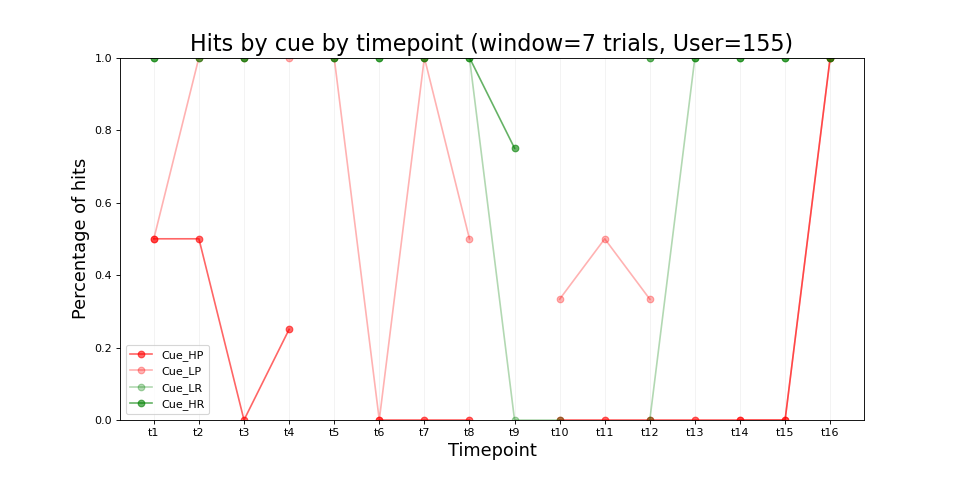 Hits by cue by timepoint (window=7 trials, User=155)
Percentage of hits
1.0
0.8
0.6
0.4
0.2
0.0
Cue_HP
Cue_LP
Cue_LR
Cue_HR
t1 t2 t3 t4 t5 t6 t7 t8 t9 t10 t11 t12 t13 t14 t15 t16
Timepoint